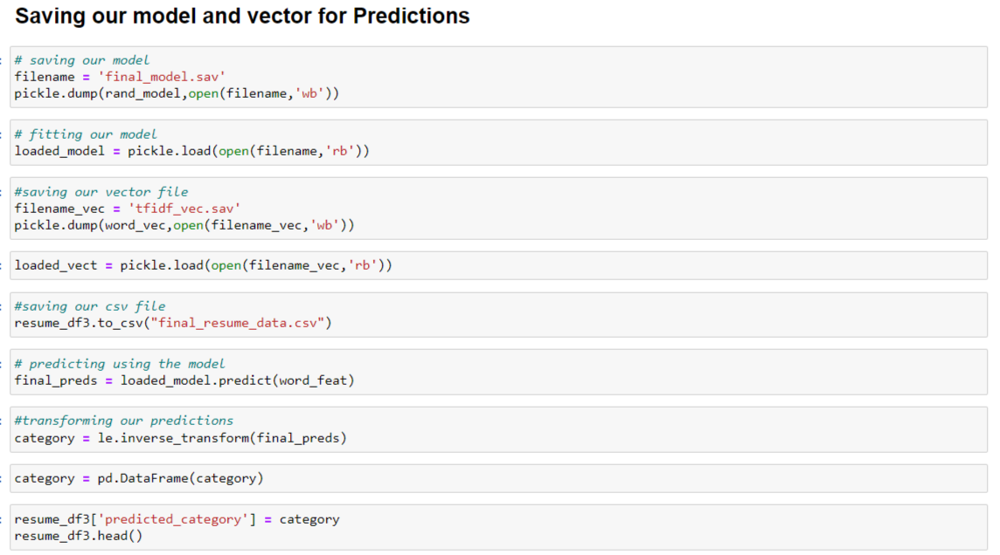 Saving our model and vector for Predictions
# saving our model
filename = 'final_model.sav'
pickle.dump(rand_model,open(filename,'wb'))
# fitting our model
loaded_model = pickle.load(open(filename,'rb'))
#saving our vector file
filename_vec = 'tfidf_vec.sav'
pickle.dump(word_vec,open(filename_vec,'wb'))
loaded_vect = pickle.load(open(filename_vec,'rb'))
#saving our csv file
resume_df3.to_csv("final_resume_data.csv")
# predicting using the model
final_preds = loaded_model.predict(word_feat)
#transforming our predictions
category = le.inverse_transform(final_preds)
category = pd.DataFrame(category)
resume_df3['predicted_category'] = category
resume_df3.head()